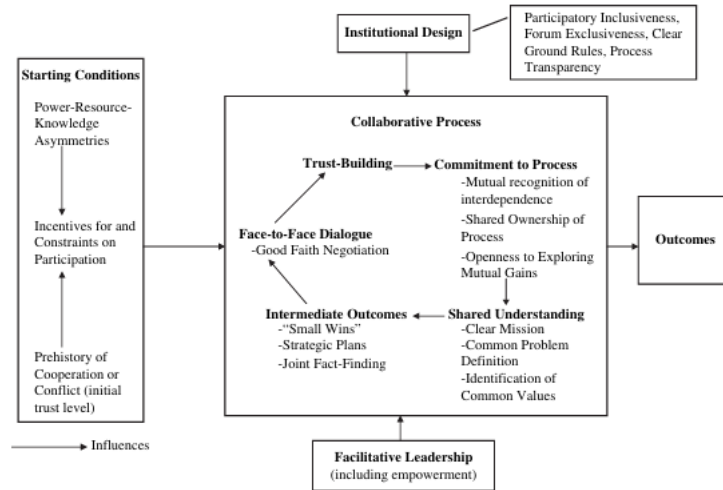 Institutional Design
Participatory Inclusiveness,
Forum Exclusiveness, Clear
Ground Rules, Process
Transparency
Starting Conditions
Power-Resource-
Knowledge
Asymmetries
Incentives for and
Constraints on
Participation
Prehistory of
Cooperation or
Conflict (initial
trust level)
Influences
Collaborative Process
Trust-Building
Commitment to Process
-Mutual recognition of
interdependence
-Shared Ownership of
Process
-Openness to Exploring
Mutual Gains
Face-to-Face Dialogue
-Good Faith Negotiation
Intermediate Outcomes
-“Small Wins”
-Strategic Plans
-Joint Fact-Finding
Shared Understanding
-Clear Mission
-Common Problem
Definition
-Identification of
Common Values
Outcomes
Facilitative Leadership
(including empowerment)